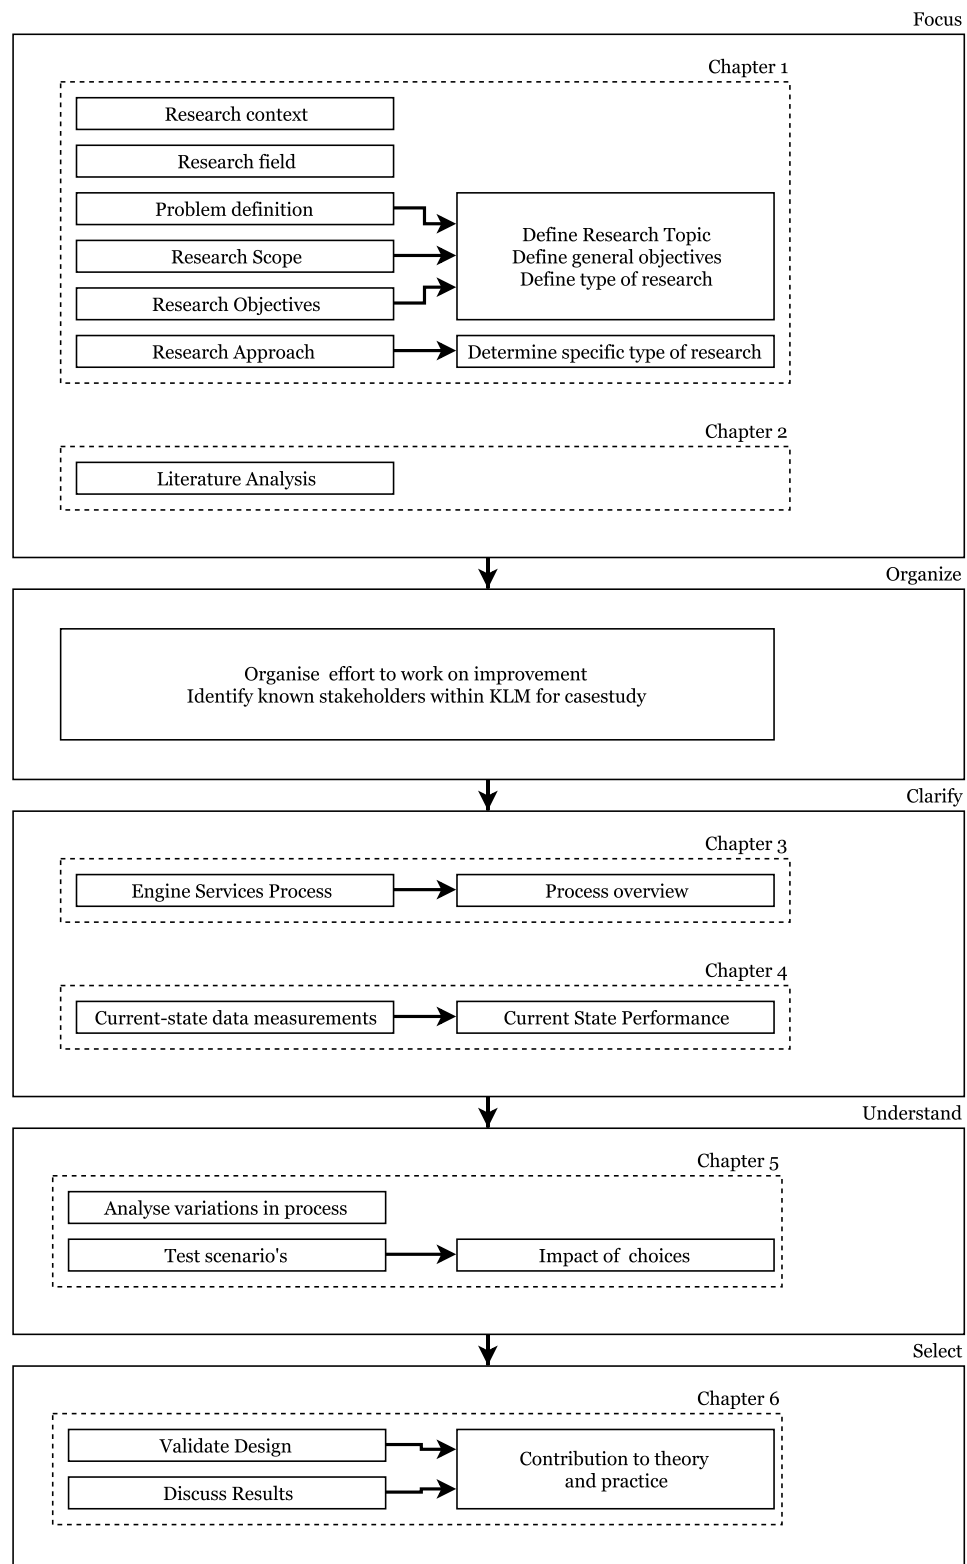 Focus
Chapter 1
Research context
Research field
Problem definition
Research Scope
Research Objectives
Define Research Topic
Define general objectives
Define type of research
Research Approach
Determine specific type of research
Chapter 2
Literature Analysis
Organize
Organise effort to work on improvement
Identify known stakeholders within KLM for casestudy
Clarify
Chapter 3
Engine Services Process
Process overview
Chapter 4
Current-state data measurements
Current State Performance
Understand
Chapter 5
Analyse variations in process
Test scenario's
Impact of choices
Select
Chapter 6
Validate Design
Discuss Results
Contribution to theory
and practice